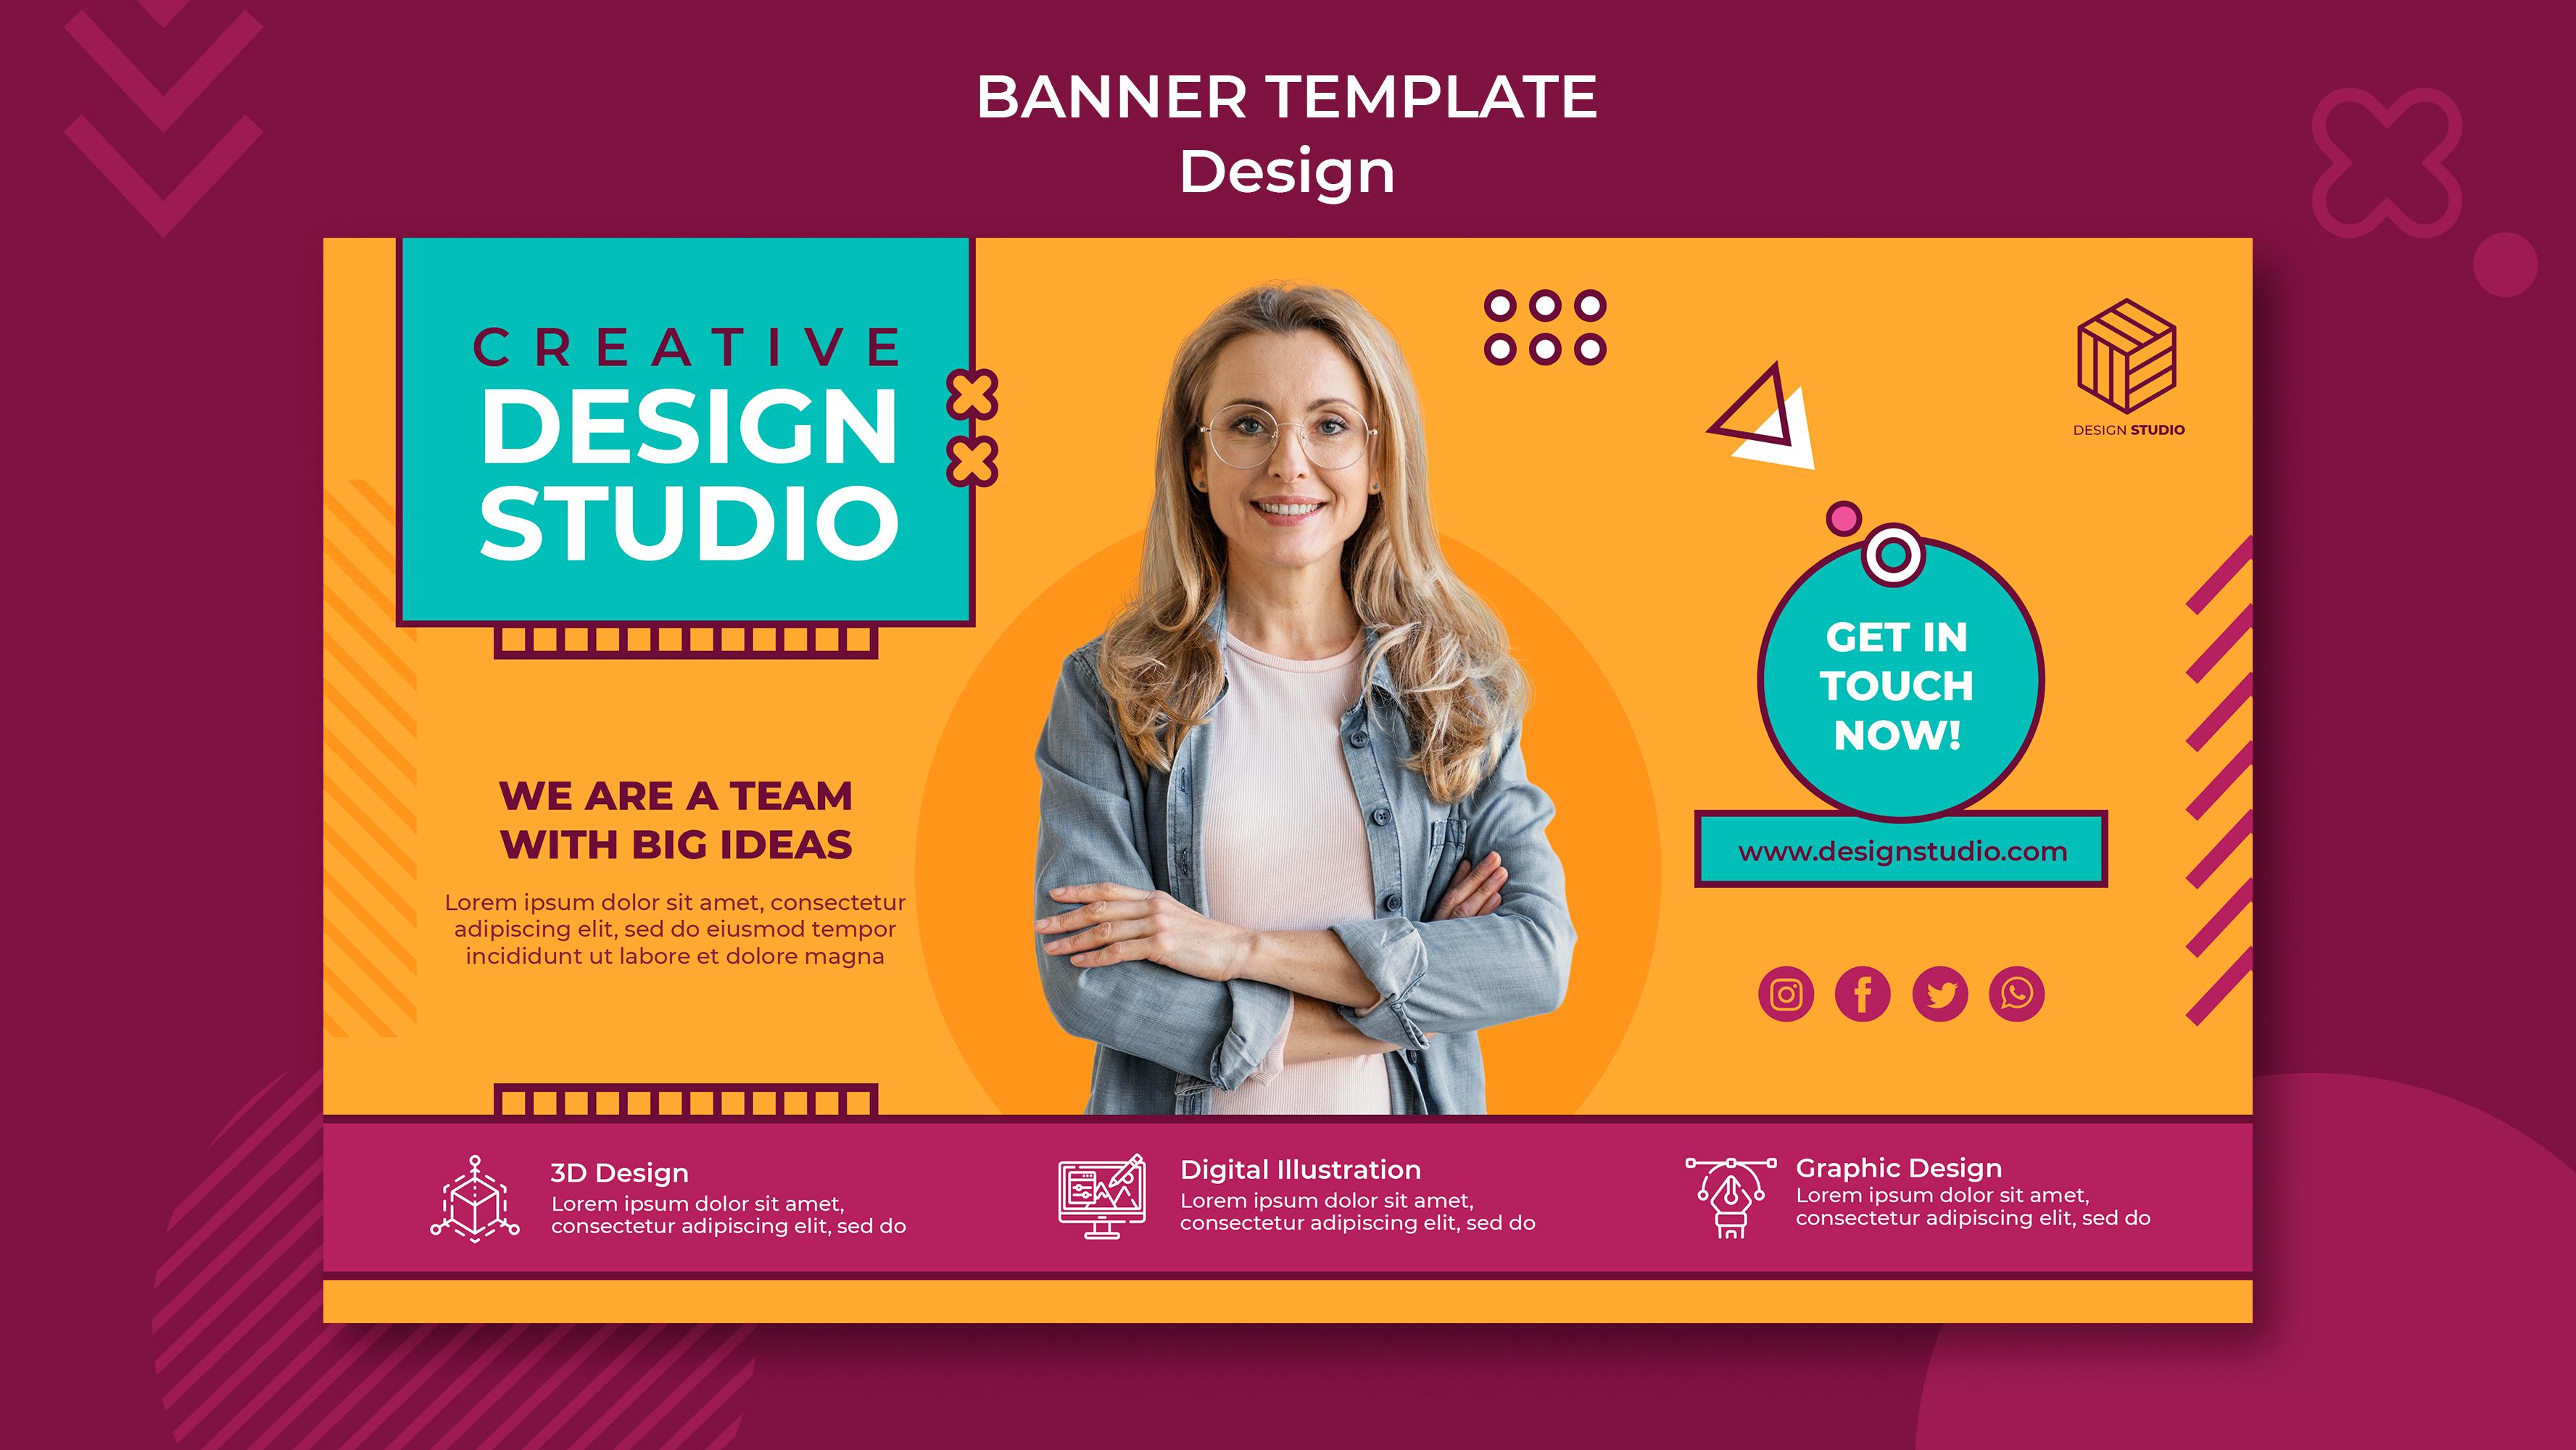 BANNER TEMPLATE
Design
CREATIVE
DESIGN
STUDIO
DESIGN STUDIO
GET IN
TOUCH
NOW!
www.designstudio.com
WE ARE A TEAM
WITH BIG IDEAS
Lorem ipsum dolor sit amet, consectetur
adipiscing elit, sed do eiusmod tempor
incididunt ut labore et dolore magna
3D Design
Lorem ipsum dolor sit amet,
consectetur adipiscing elit, sed do
Digital Illustration
Lorem ipsum dolor sit amet,
consectetur adipiscing elit, sed do
Graphic Design
Lorem ipsum dolor sit amet,
consectetur adipiscing elit, sed do